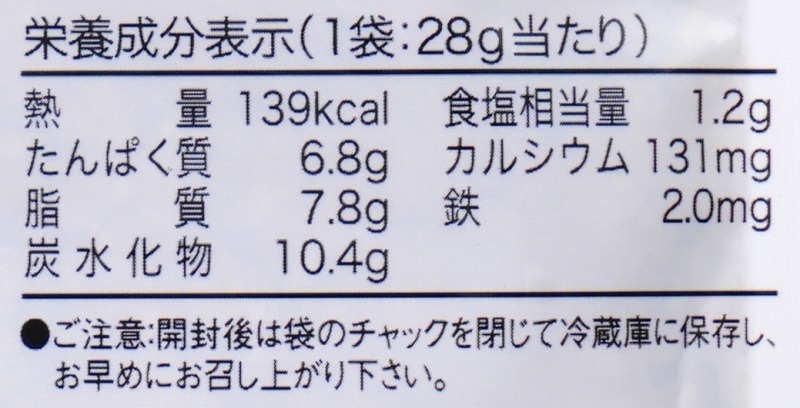 栄養成分表示(1袋:28g当たり)
熱量 139kcal 食塩相当量 1.2g
たんぱく質 6.8g カルシウム 131mg
脂質 7.8g 鉄 2.0mg
炭水化物 10.4g
●ご注意:開封後は袋のチャックを閉じて冷蔵庫に保存し、
お早めにお召し上がり下さい。